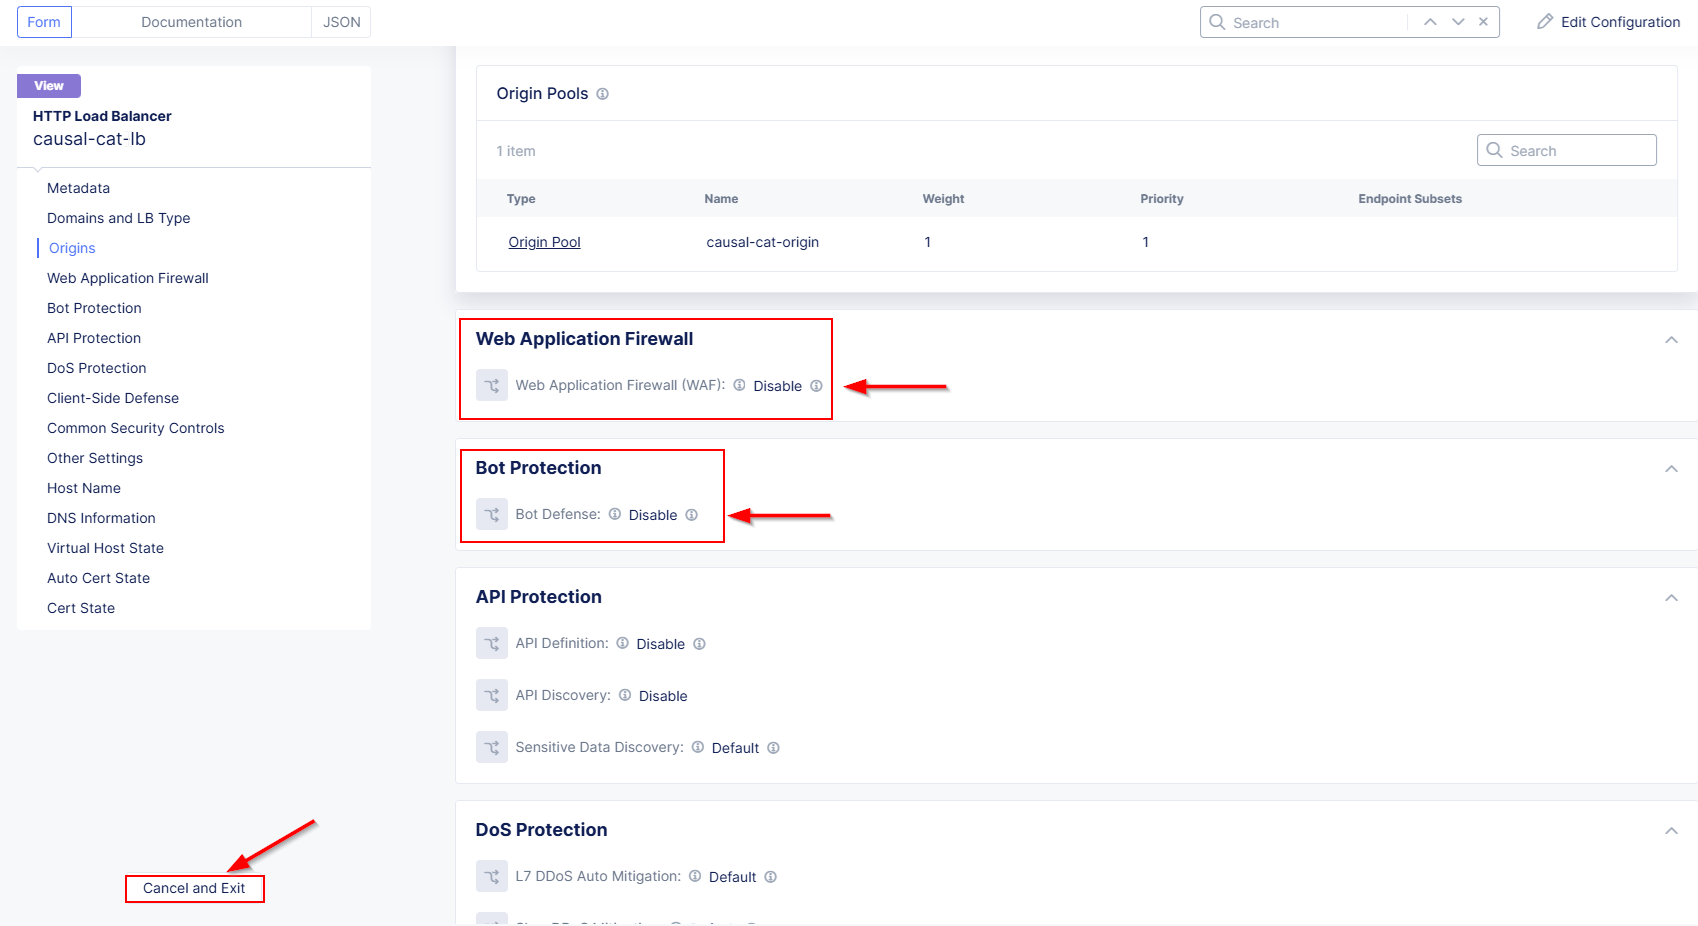 Form Documentation JSON
Search
Edit Configuration
View
HTTP Load Balancer
causal-cat-lb
Metadata
Domains and LB Type
Origins
Web Application Firewall
Bot Protection
API Protection
DoS Protection
Client-Side Defense
Common Security Controls
Other Settings
Host Name
DNS Information
Virtual Host State
Auto Cert State
Cert State
Cancel and Exit
Origin Pools
1 item
Search
Type Name Weight Priority Endpoint Subsets
Origin Pool causal-cat-origin 1 1
Web Application Firewall
Web Application Firewall (WAF): Disable
Bot Protection
Bot Defense: Disable
API Protection
API Definition: Disable
API Discovery: Disable
Sensitive Data Discovery: Default
DoS Protection
L7 DDoS Auto Mitigation: Default